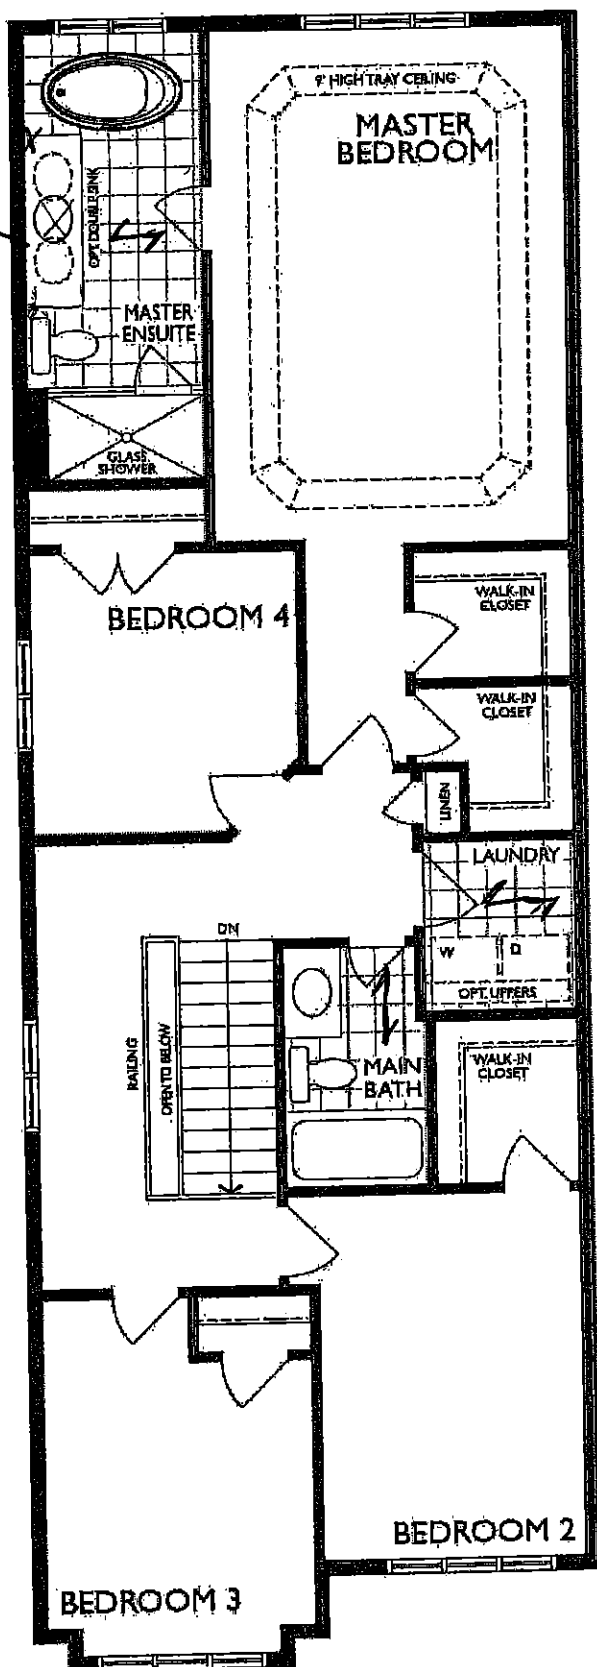 9' HIGH TRAY CEILING
MASTER
BEDROOM
OPT. DOUBLE SINK
MASTER
ENSUITE
GLASS
SHOWER
BEDROOM 4
WALK-IN
CLOSET
WALK-IN
CLOSET
LINEN
LAUNDRY
W
D
OPT. UPPERS
DN
RAILING
OPEN TO BELOW
MAIN
BATH
WALK-IN
CLOSET
BEDROOM 2
BEDROOM 3